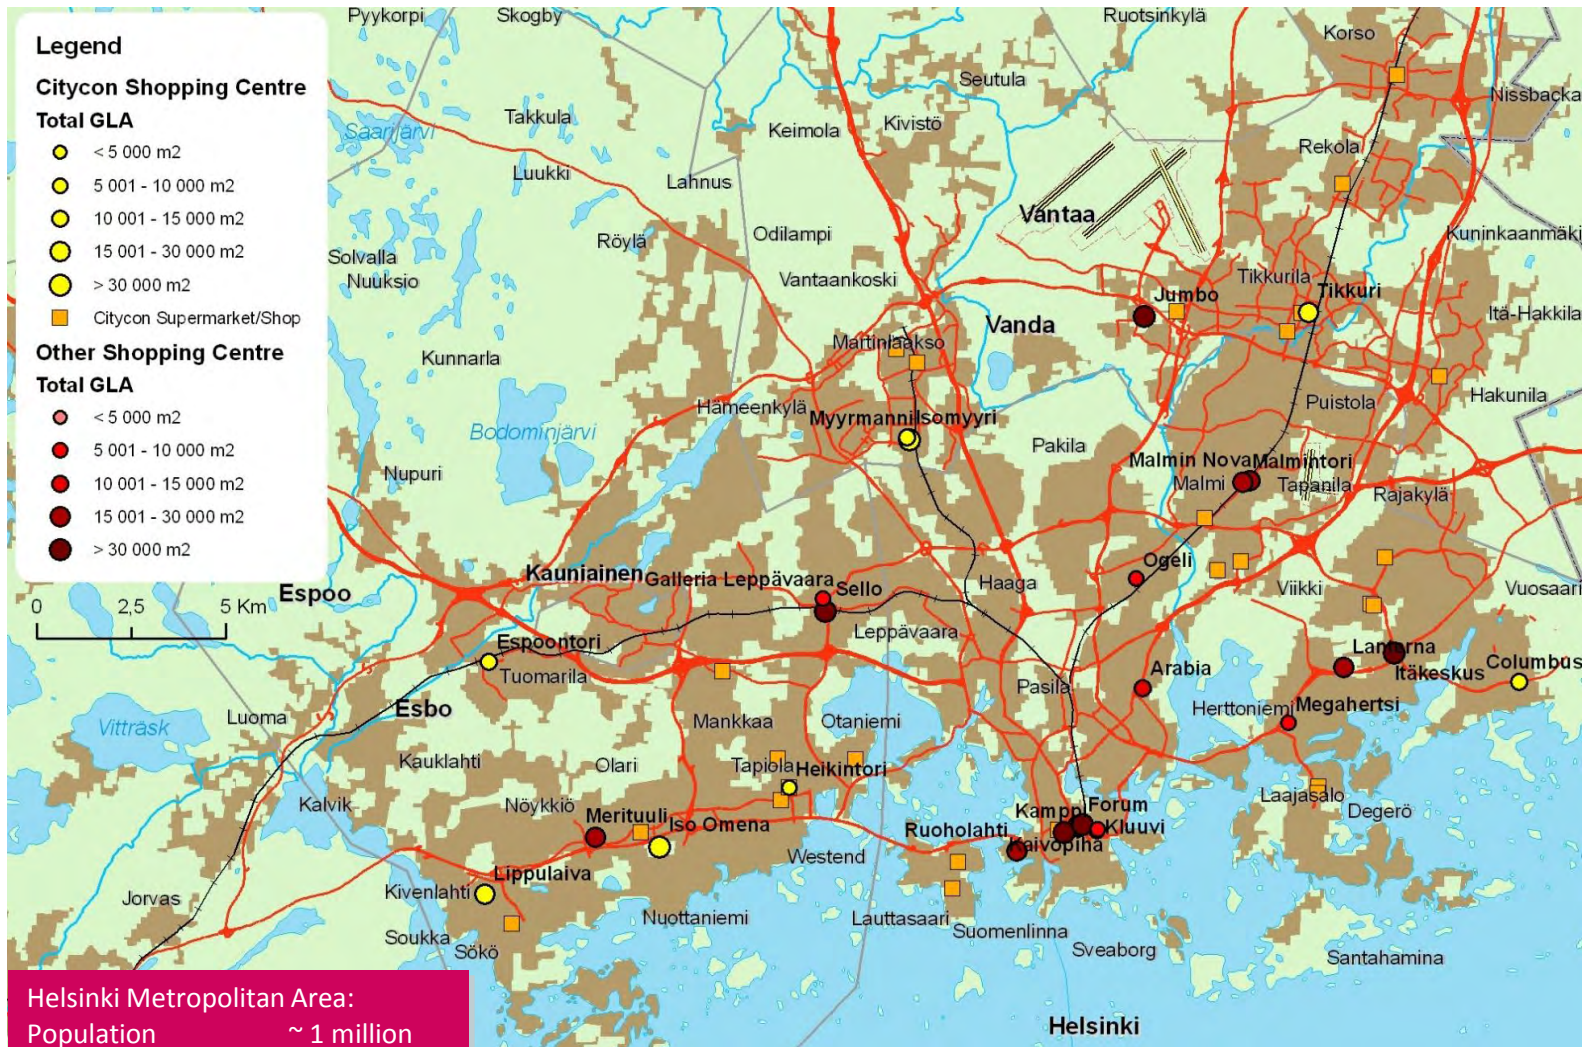 Legend
Citycon Shopping Centre
Total GLA
< 5 000 m2
5 001 - 10 000 m2
10 001 - 15 000 m2
15 001 - 30 000 m2
> 30 000 m2
Citycon Supermarket/Shop
Other Shopping Centre
Total GLA
< 5 000 m2
5 001 - 10 000 m2
10 001 - 15 000 m2
15 001 - 30 000 m2
> 30 000 m2
0 2,5 5 Km
Pyykorpi
Skogby
Ruotsinkylä
Korso
Seutula
Nissbacka
Saarijärvi
Takkula
Keimola
Kivistö
Rekola
Luukki
Lahnus
Vantaa
Röylä
Odilampi
Kuninkaanmäki
Solvalla
Nuuksio
Vantaankoski
Tikkurila
Jumbo
Tikkuri
Itä-Hakkila
Vanda
Martinlaakso
Kunnarla
Hämeenkylä
Puistola
Hakunila
Myyrmanni
Isomyyri
Bodominjärvi
Pakila
Malmin Nova
Malmintori
Nupuri
Malmi
Tapanila
Rajakylä
Ogeli
Kauniainen
Galleria Leppävaara
Sello
Haaga
Viikki
Vuosaari
Espoo
Leppävaara
Espoontori
Lanterna
Tuomarila
Arabia
Itäkeskus
Columbus
Pasila
Esbo
Luoma
Vitträsk
Mankkaa
Otaniemi
Herttoniemi
Megahertsi
Kauklahti
Olari
Tapiola
Heikintori
Kalvik
Nöykkiö
Merituuli
Iso Omena
Kamppi
Forum
Laajasalo
Degerö
Ruoholahti
Kluuvi
Kaivopiha
Westend
Lippulaiva
Kivenlahti
Jorvas
Nuottaniemi
Lauttasaari
Suomenlinna
Soukka
Sökö
Sveaborg
Santahamina
Helsinki
Helsinki Metropolitan Area:
Population ~ 1 million